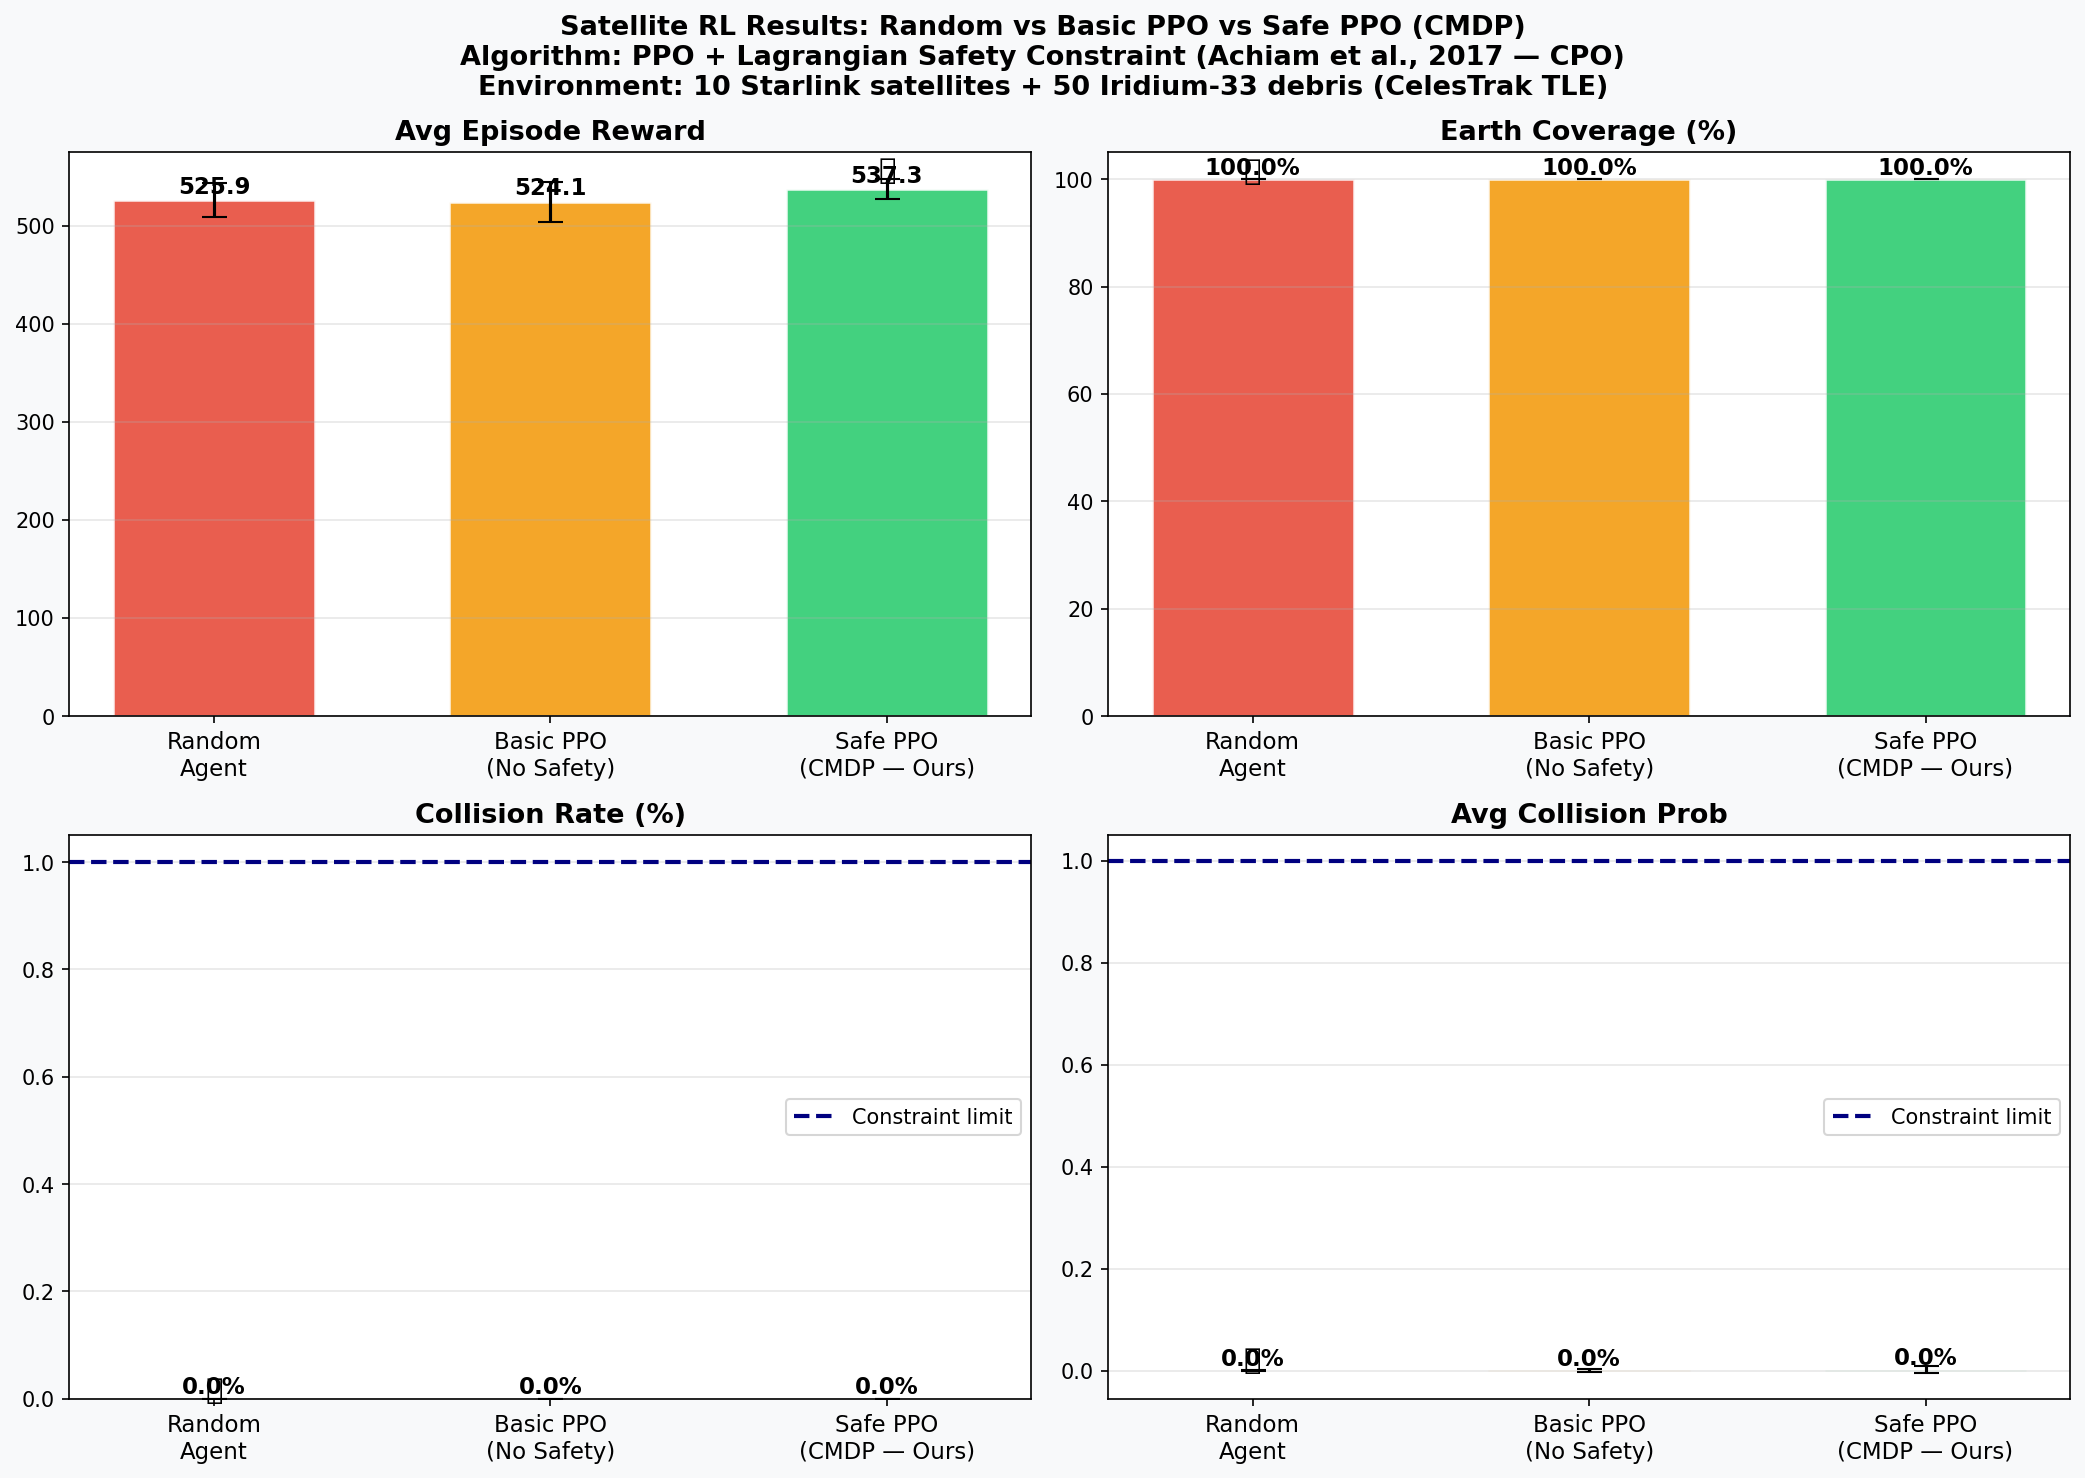 Satellite RL Results: Random vs Basic PPO vs Safe PPO (CMDP)
Algorithm: PPO + Lagrangian Safety Constraint (Achiam et al., 2017 — CPO)
Environment: 10 Starlink satellites + 50 Iridium-33 debris (CelesTrak TLE)
Avg Episode Reward
525.9
524.1
537.3
500
400
300
200
100
0
Random
Agent
Basic PPO
(No Safety)
Safe PPO
(CMDP — Ours)
Earth Coverage (%)
100.0%
100.0%
100.0%
100
80
60
40
20
0
Random
Agent
Basic PPO
(No Safety)
Safe PPO
(CMDP — Ours)
Collision Rate (%)
1.0
0.8
0.6
Constraint limit
0.4
0.2
0.0
0.0%
0.0%
0.0%
Random
Agent
Basic PPO
(No Safety)
Safe PPO
(CMDP — Ours)
Avg Collision Prob
1.0
0.8
0.6
Constraint limit
0.4
0.2
0.0
0.0%
0.0%
0.0%
Random
Agent
Basic PPO
(No Safety)
Safe PPO
(CMDP — Ours)